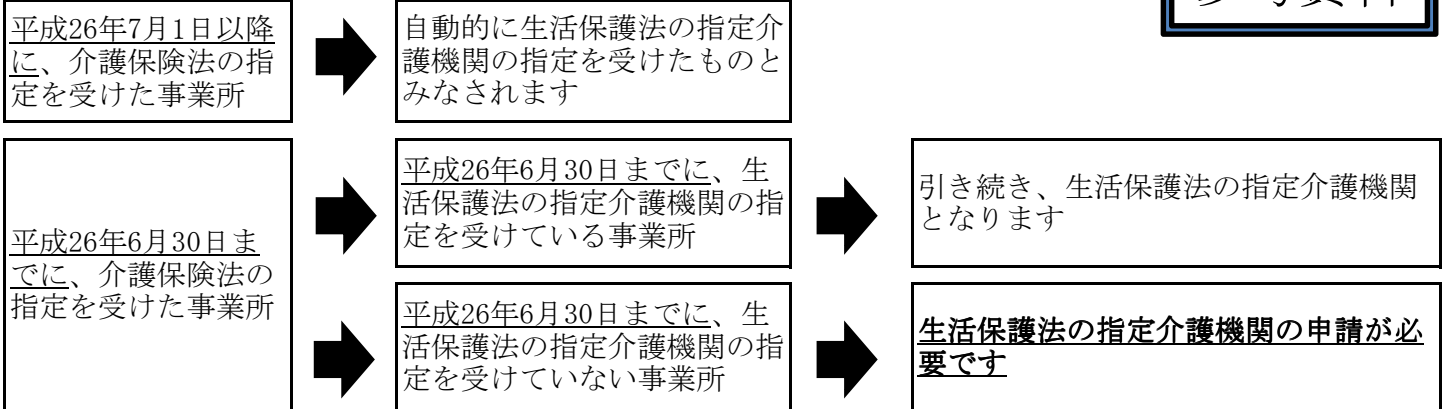 参考資料
平成26年7月1日以降
に、介護保険法の指
定を受けた事業所
自動的に生活保護法の指定介
護機関の指定を受けたものと
みなされます
平成26年6月30日ま
でに、介護保険法の
指定を受けた事業所
平成26年6月30日までに、生
活保護法の指定介護機関の指
定を受けている事業所
引き続き、生活保護法の指定介護機関
となります
平成26年6月30日までに、生
活保護法の指定介護機関の指
定を受けていない事業所
生活保護法の指定介護機関の申請が必
要です